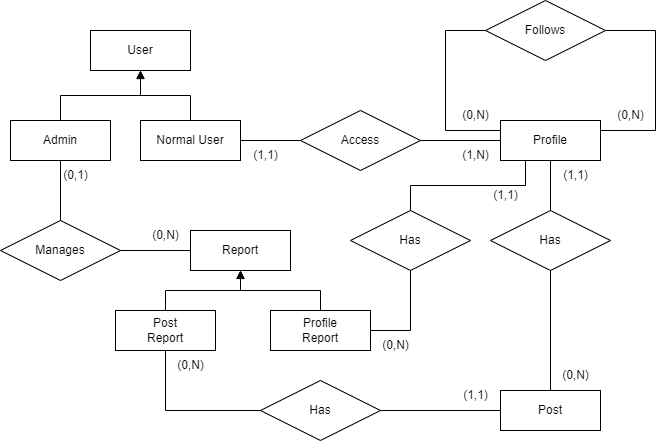 Follows
User
(0,N)
(0,N)
Admin
Normal User
Access
Profile
(1,1)
(1,N)
(0,1)
(1,1)
(1,1)
(0,N)
Manages
Report
Has
Has
Post
Report
Profile
Report
(0,N)
(0,N)
(0,N)
(1,1)
Has
Post